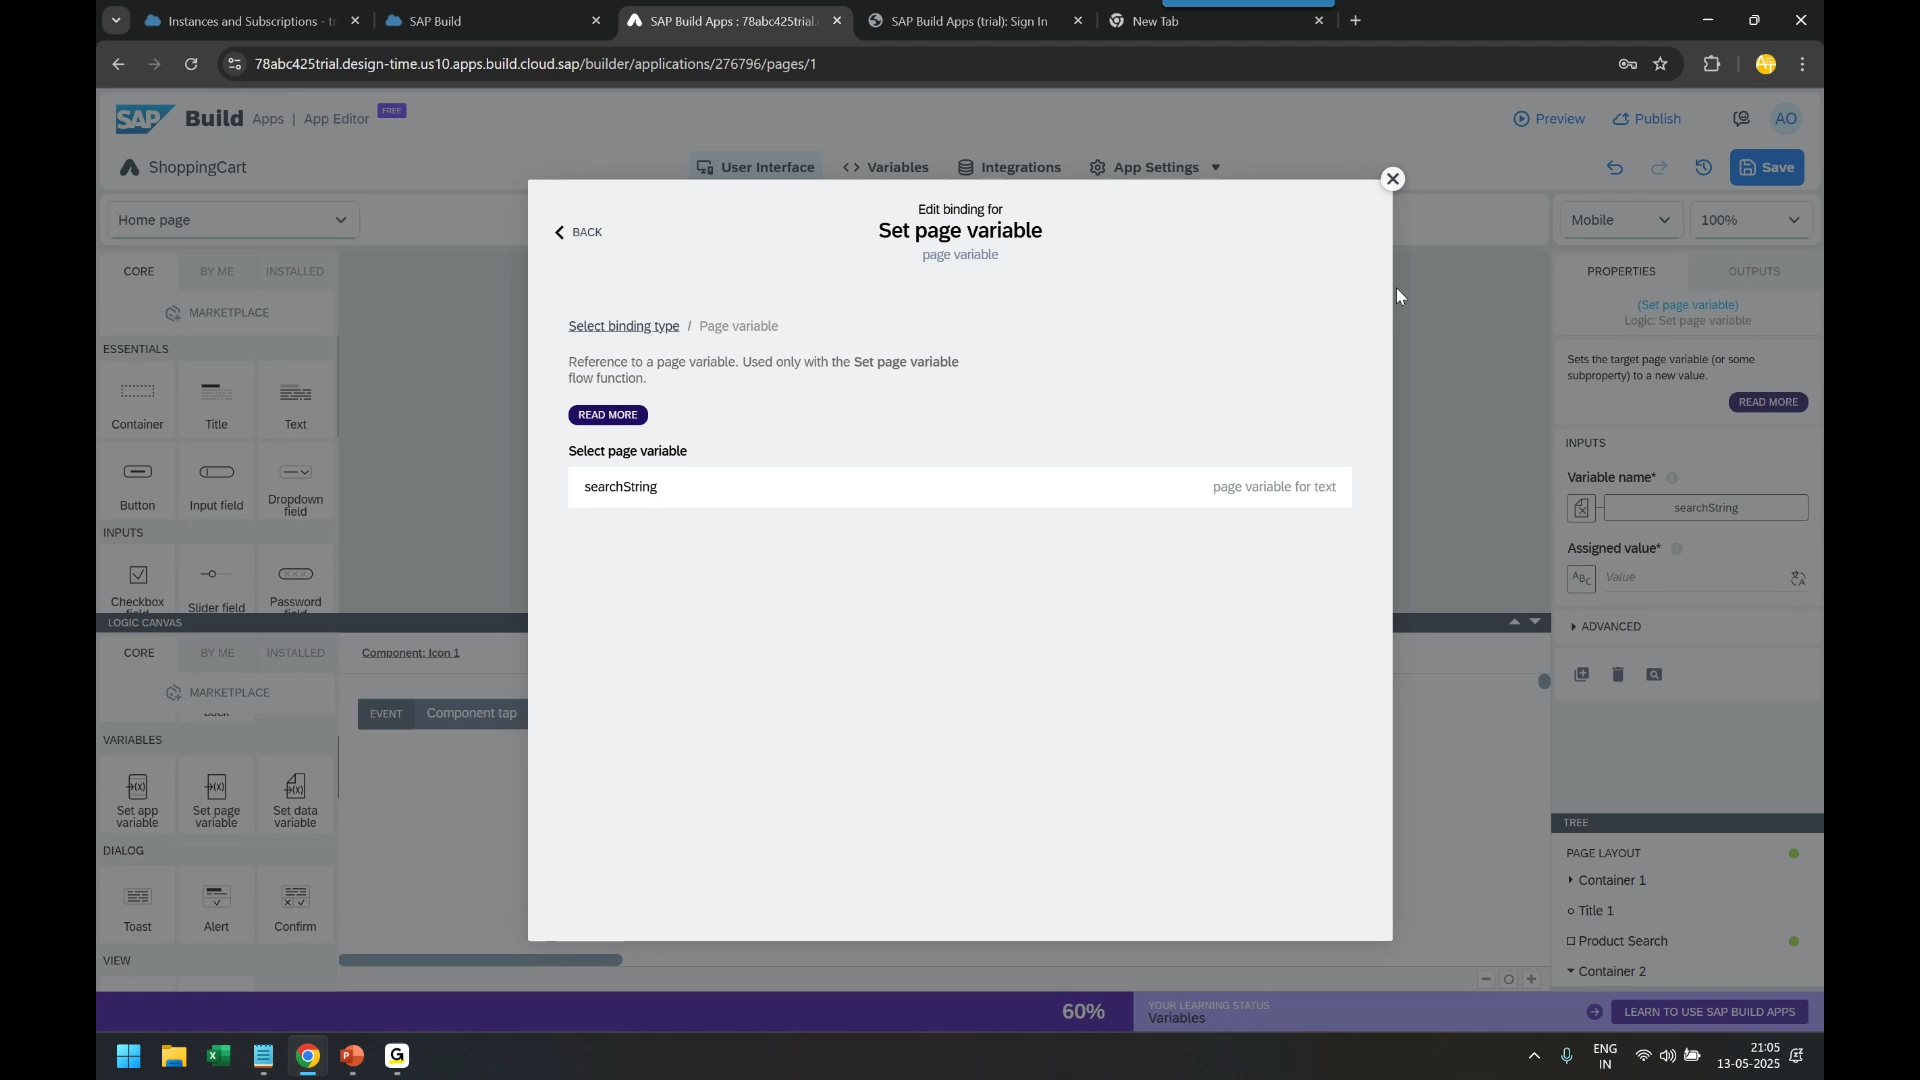 Instances and Subscriptions - tr
SAP Build
SAP Build Apps : 78abc425trial.
SAP Build Apps (trial): Sign In
New Tab
78abc425trial.design-time.us10.apps.build.cloud.sap/builder/applications/276796/pages/1
SAP Build Apps | App Editor FREE
Preview
Publish
AO
ShoppingCart
User Interface
Variables
Integrations
App Settings
Save
Home page
Mobile
100%
CORE BY ME INSTALLED
MARKETPLACE
ESSENTIALS
Container Title Text
Button Input field Dropdown
field
INPUTS
Checkbox Slider field Password
LOGIC CANVAS
CORE BY ME INSTALLED
MARKETPLACE
VARIABLES
Set app Set page Set data
variable variable variable
DIALOG
Toast Alert Confirm
VIEW
Component: Icon 1
EVENT Component tap
Edit binding for
BACK
Set page variable
page variable
Select binding type / Page variable
Reference to a page variable. Used only with the Set page variable
flow function.
READ MORE
Select page variable
searchString page variable for text
PROPERTIES OUTPUTS
(Set page variable)
Logic: Set page variable
Sets the target page variable (or some
subproperty) to a new value.
READ MORE
INPUTS
Variable name*
searchString
Assigned value*
ABC Value
ADVANCED
TREE
PAGE LAYOUT
Container 1
Title 1
Product Search
Container 2
60%
YOUR LEARNING STATUS
Variables
LEARN TO USE SAP BUILD APPS
ENG
IN
21:05
13-05-2025